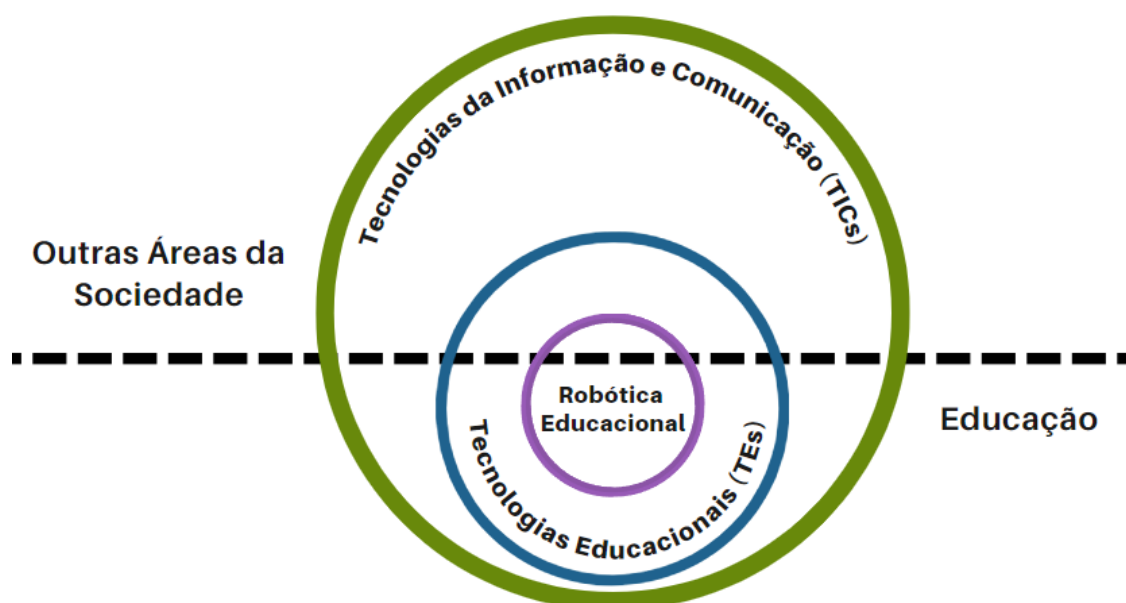 Tecnologias da Informação e Comunicação (TICs)
Outras Áreas da
Sociedade
Robótica
Educacional
Educação
Tecnologias Educacionais (TEs)